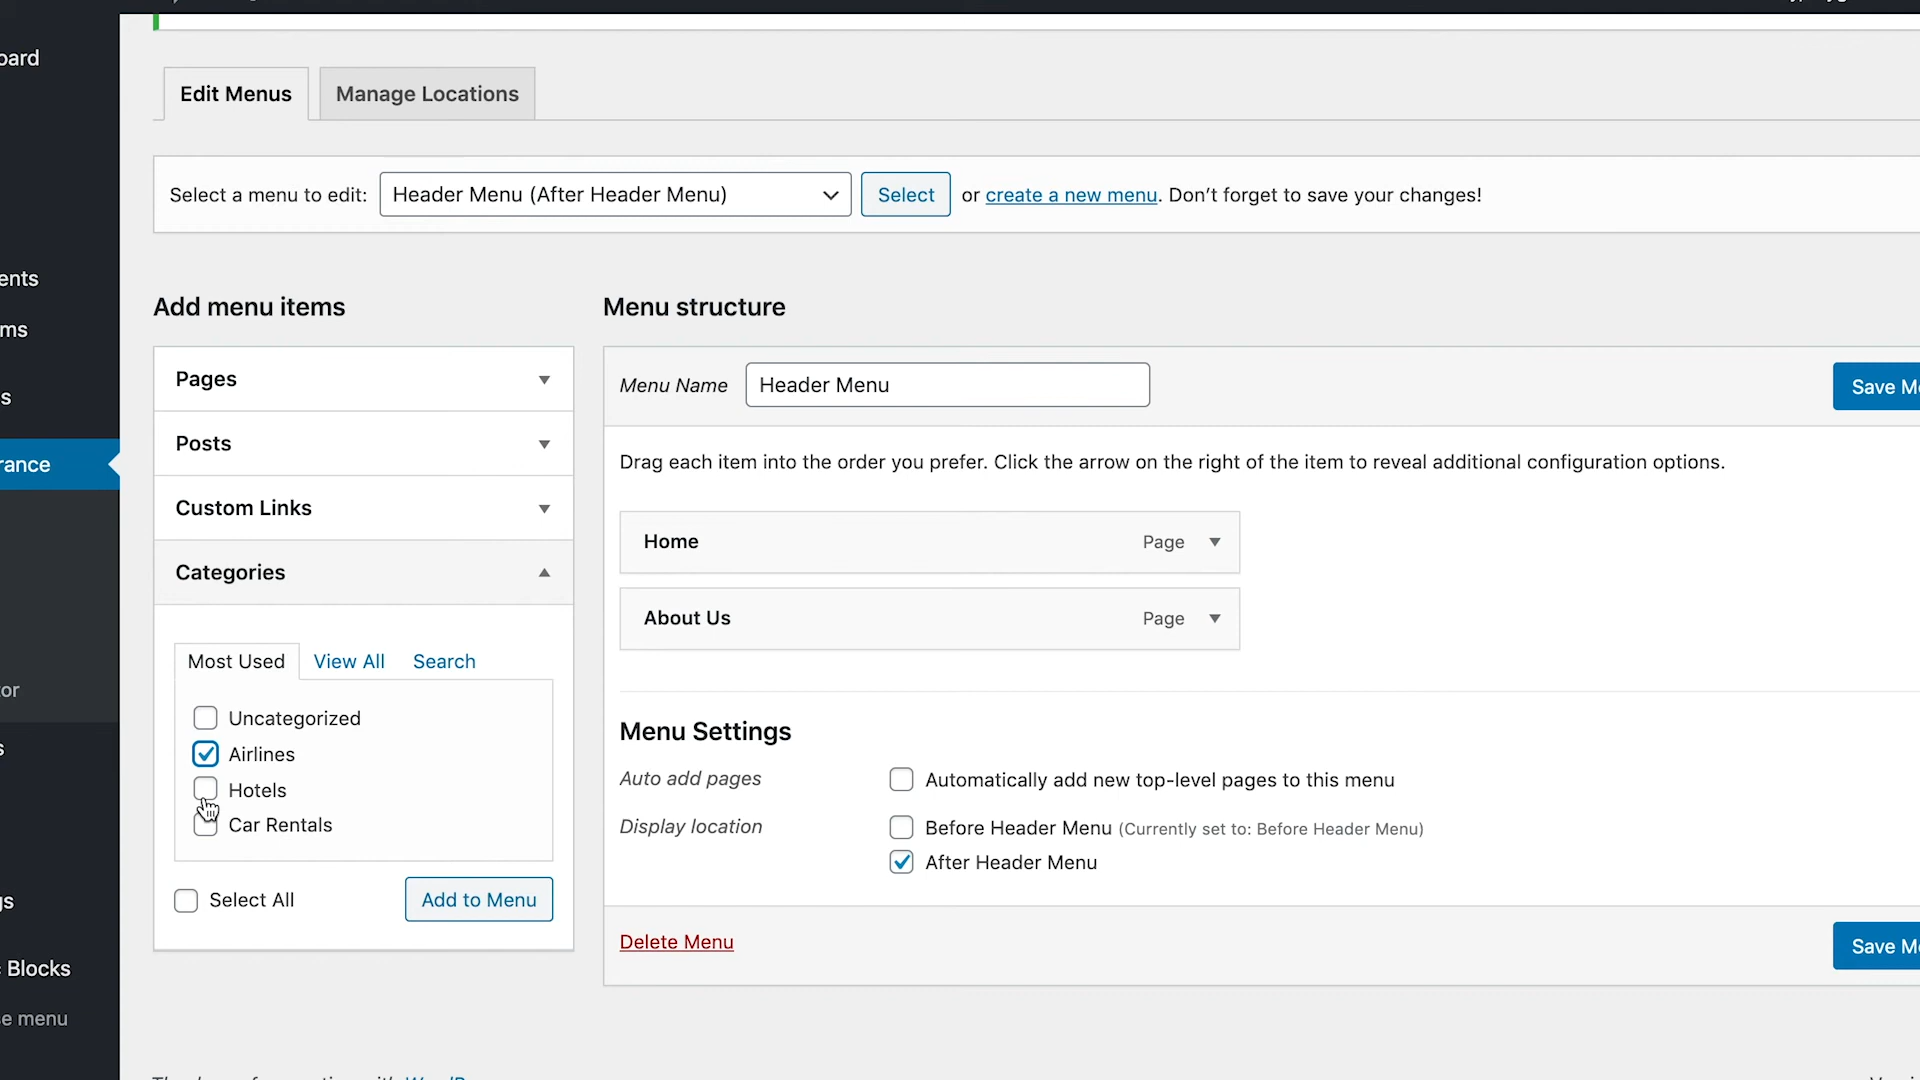 Edit Menus
Manage Locations
Select a menu to edit: Header Menu (After Header Menu) Select or create a new menu. Don't forget to save your changes!
Add menu items
Pages
Posts
Custom Links
Categories
Most Used View All Search
Uncategorized
Airlines
Hotels
Car Rentals
Select All
Add to Menu
Menu structure
Menu Name Header Menu
Save Me
Drag each item into the order you prefer. Click the arrow on the right of the item to reveal additional configuration options.
Home Page
About Us Page
Menu Settings
Auto add pages Automatically add new top-level pages to this menu
Display location Before Header Menu (Currently set to: Before Header Menu)
After Header Menu
Delete Menu
Save Me
oard
ents
ms
s
rance
tor
s
gs
Blocks
se menu